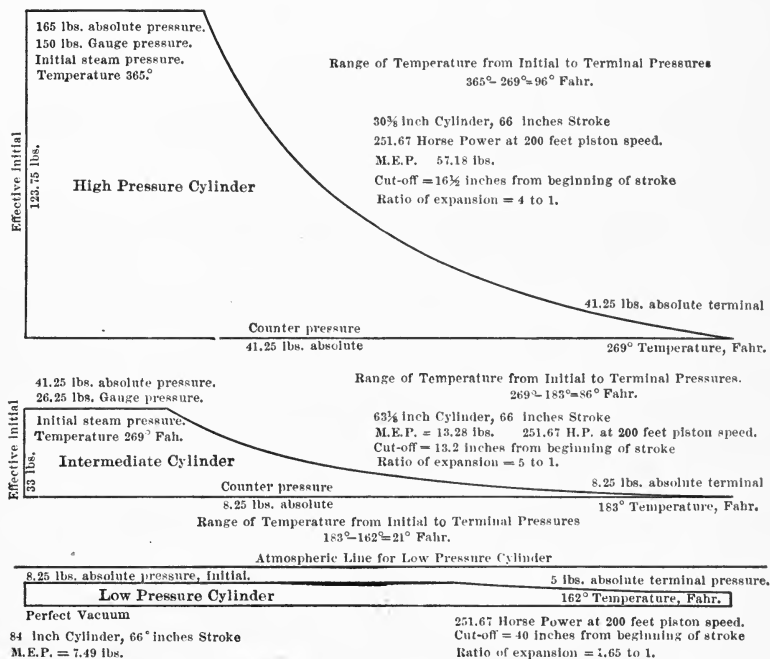 165 lbs. absolute pressure.
150 lbs. Gauge pressure.
Initial steam pressure.
Temperature 365.°
Range of Temperature from Initial to Terminal Pressures
365°- 269°=96° Fahr.
30⅜ inch Cylinder, 66 inches Stroke
251.67 Horse Power at 200 feet piston speed.
M.E.P. 57.18 lbs.
Cut-off = 16½ inches from beginning of stroke
Ratio of expansion = 4 to 1.
Effective initial
123.75 lbs.
High Pressure Cylinder
41.25 lbs. absolute terminal
Counter pressure
41.25 lbs. absolute
269° Temperature, Fahr.
41.25 lbs. absolute pressure.
26.25 lbs. Gauge pressure.
Range of Temperature from Initial to Terminal Pressures.
269°-183°=86° Fahr.
Initial steam pressure.
Temperature 269° Fah.
63⅛ inch Cylinder, 66 inches Stroke
M.E.P. = 13.28 lbs. 251.67 H.P. at 200 feet piston speed.
Cut-off = 13.2 inches from beginning of stroke
Ratio of expansion = 5 to 1.
Effective initial
33 lbs.
Intermediate Cylinder
8.25 lbs. absolute terminal
Counter pressure
8.25 lbs. absolute
183° Temperature, Fahr.
Range of Temperature from Initial to Terminal Pressures
183°-162°=21° Fahr.
Atmospheric Line for Low Pressure Cylinder
8.25 lbs. absolute pressure, Initial.
5 lbs. absolute terminal pressure.
Low Pressure Cylinder
162° Temperature, Fahr.
Perfect Vacuum
84 inch Cylinder, 66° inches Stroke
M.E.P. = 7.49 lbs.
251.67 Horse Power at 200 feet piston speed.
Cut-off = 40 inches from beginning of stroke
Ratio of expansion = 1.65 to 1.